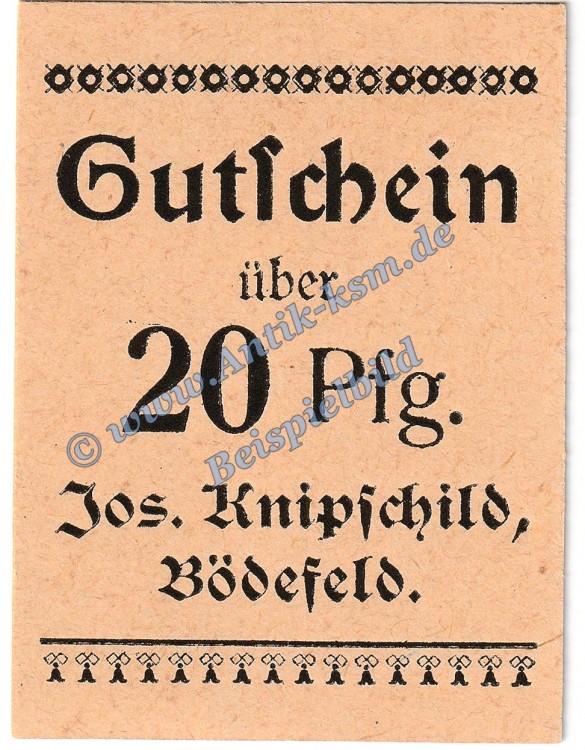 Gutſchein
über
20 Pfg.
Jos. Knipſchild,
Bödefeld.
© www.Antik-ksm.de
Beispielbild